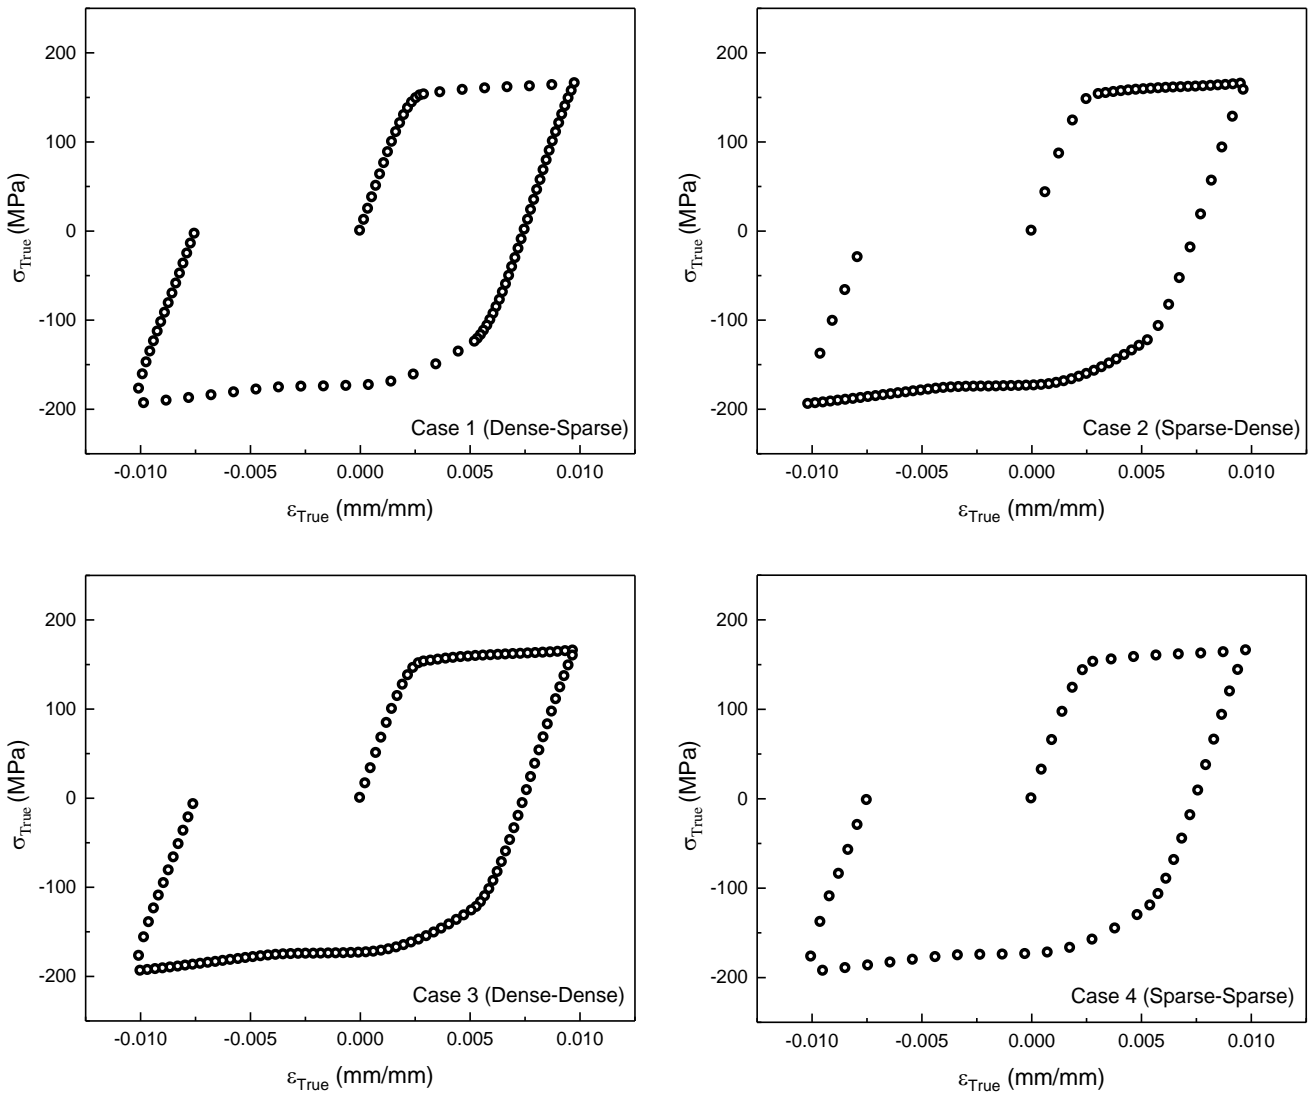 200
100
0
-100
-200
σTrue (MPa)
Case 1 (Dense-Sparse)
-0.010 -0.005 0.000 0.005 0.010
εTrue (mm/mm)
200
100
0
-100
-200
σTrue (MPa)
Case 2 (Sparse-Dense)
-0.010 -0.005 0.000 0.005 0.010
εTrue (mm/mm)
200
100
0
-100
-200
σTrue (MPa)
Case 3 (Dense-Dense)
-0.010 -0.005 0.000 0.005 0.010
εTrue (mm/mm)
200
100
0
-100
-200
σTrue (MPa)
Case 4 (Sparse-Sparse)
-0.010 -0.005 0.000 0.005 0.010
εTrue (mm/mm)